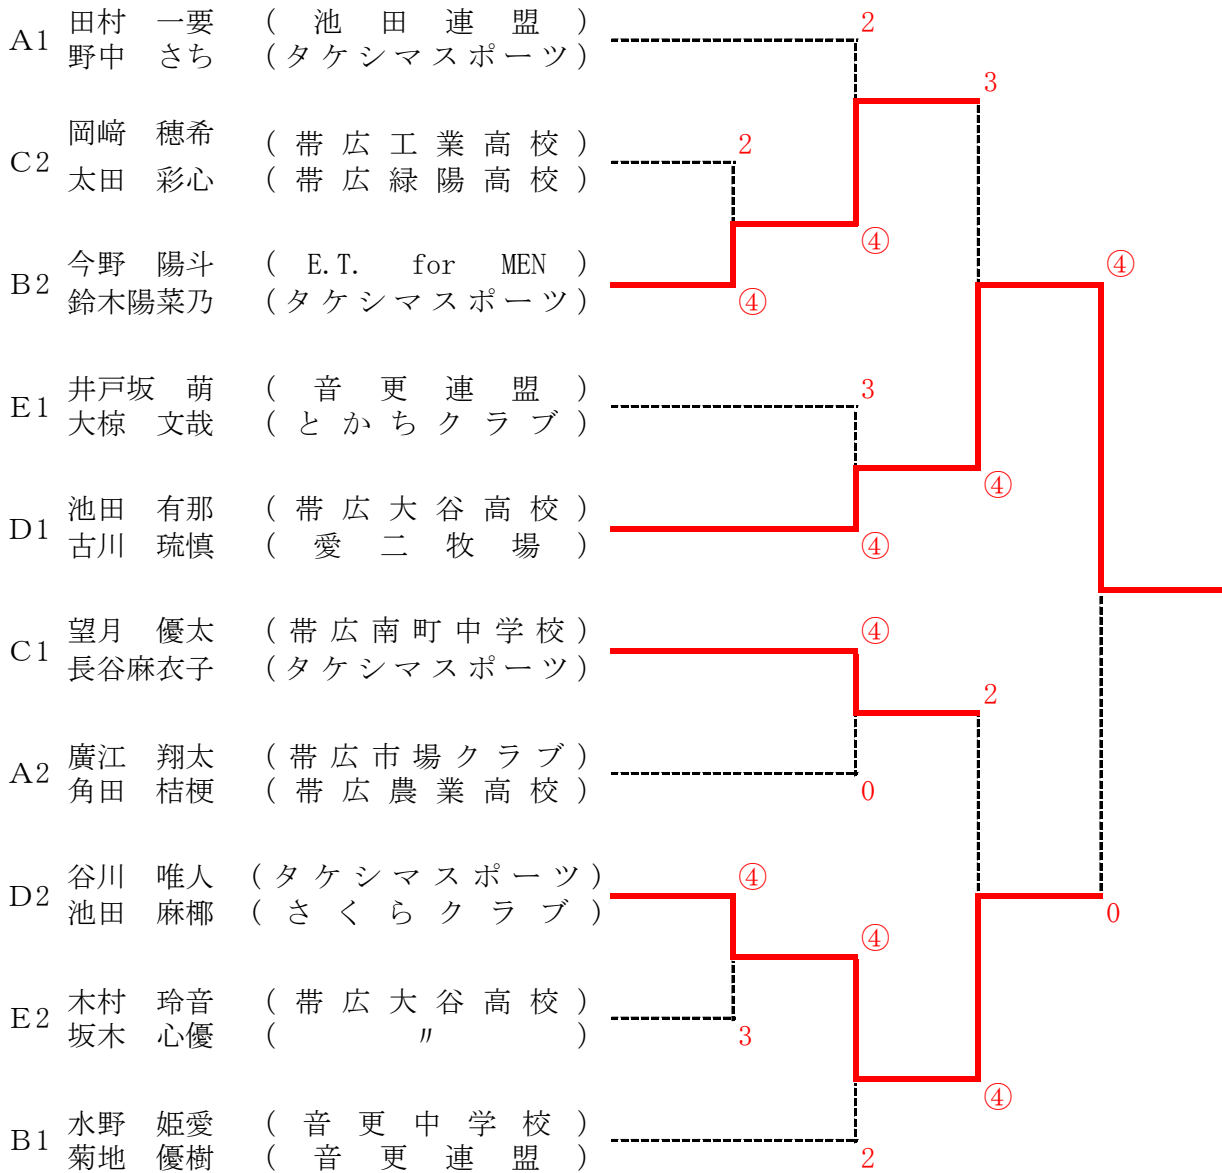 A1 田村 一要 ( 池田連盟 ) 2
野中 さち (タケシマスポーツ)
3
岡﨑 穂希 ( 帯広工業高校 ) 2
C2 太田 彩心 ( 帯広緑陽高校 )
④
B2 今野 陽斗 ( E.T. for MEN ) ④
鈴木陽菜乃 (タケシマスポーツ) ④
E1 井戸坂 萌 ( 音更連盟 ) 3
大椋 文哉 ( とかちクラブ )
④
D1 池田 有那 ( 帯広大谷高校 )
古川 琉慎 ( 愛二牧場 ) ④
C1 望月 優太 (帯広南町中学校) ④
長谷麻衣子 (タケシマスポーツ)
2
A2 廣江 翔太 (帯広市場クラブ)
角田 桔梗 ( 帯広農業高校 ) 0
D2 谷川 唯人 (タケシマスポーツ) ④
池田 麻椰 ( さくらクラブ ) 0
④
E2 木村 玲音 ( 帯広大谷高校 )
坂木 心優 ( 〃 ) 3
④
B1 水野 姫愛 ( 音更中学校 )
菊地 優樹 ( 音更連盟 ) 2